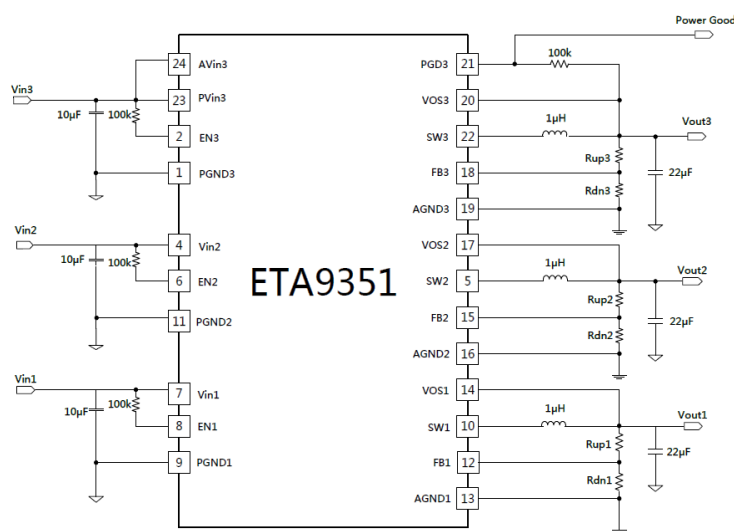 Power Good
24 AVin3 PGD3 21 100k
Vin3 23 PVin3 VOS3 20
10μF 100k 2 EN3 SW3 22 1μH Vout3
Rup3
1 PGND3 FB3 18 22μF
Rdn3
AGND3 19
Vin2 4 Vin2 VOS2 17
10μF 100k 6 EN2 ETA9351 SW2 5 1μH Vout2
Rup2
11 PGND2 FB2 15 22μF
Rdn2
AGND2 16
Vin1 7 Vin1 VOS1 14
10μF 100k 8 EN1 SW1 10 1μH Vout1
Rup1
9 PGND1 FB1 12 22μF
Rdn1
AGND1 13